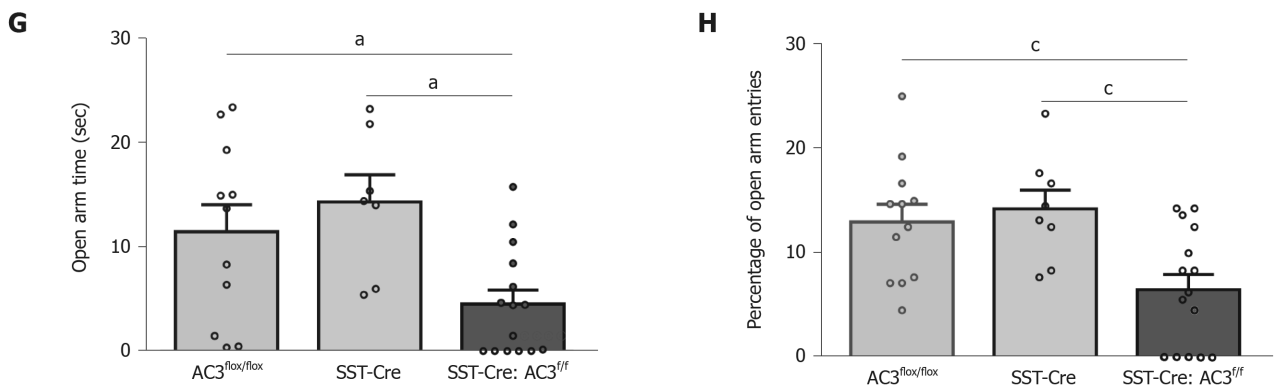 G
30
20
10
0
Open arm time (sec)
a
a
AC3flox/flox
SST-Cre
SST-Cre: AC3f/f
H
30
20
10
0
Percentage of open arm entries
c
c
AC3flox/flox
SST-Cre
SST-Cre: AC3f/f